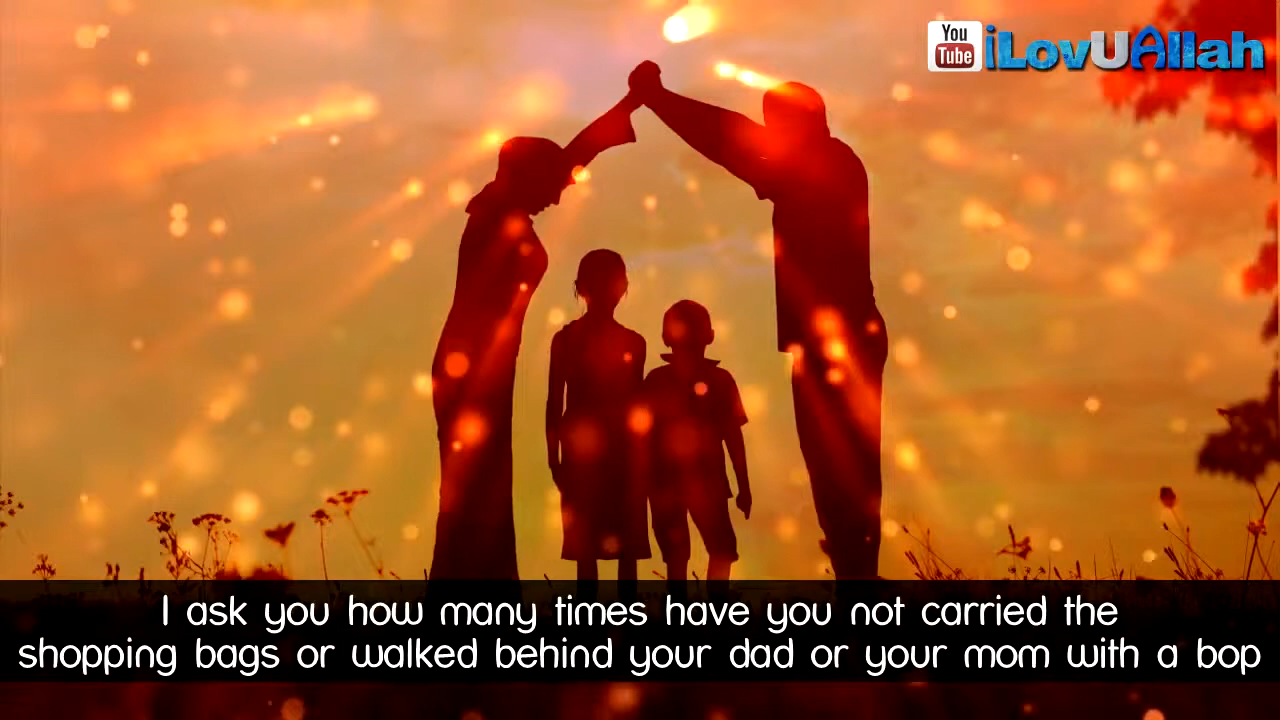 You
Tube
iLovUAllah
I ask you how many times have you not carried the
shopping bags or walked behind your dad or your mom with a bop